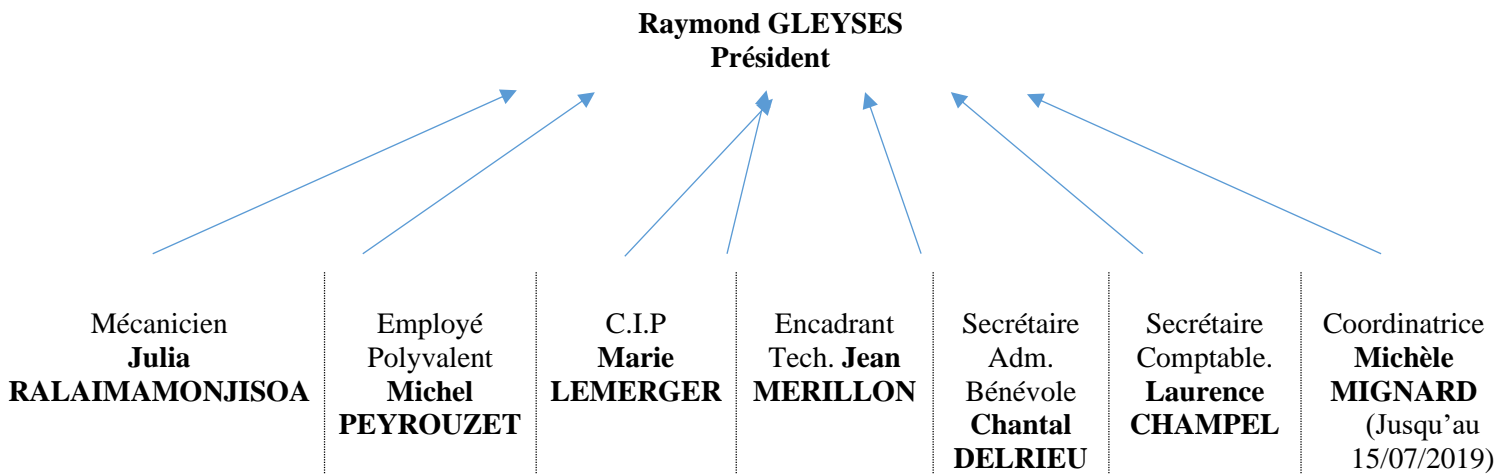 Raymond GLEYSES
Président
Mécanicien
Julia
RALAIMAMONJISOA
Employé
Polyvalent
Michel
PEYROUZET
C.I.P
Marie
LEMERGER
Encadrant
Tech. Jean
MERILLON
Secrétaire
Adm.
Bénévole
Chantal
DELRIEU
Secrétaire
Comptable.
Laurence
CHAMPEL
Coordinatrice
Michèle
MIGNARD
(Jusqu’au
15/07/2019)